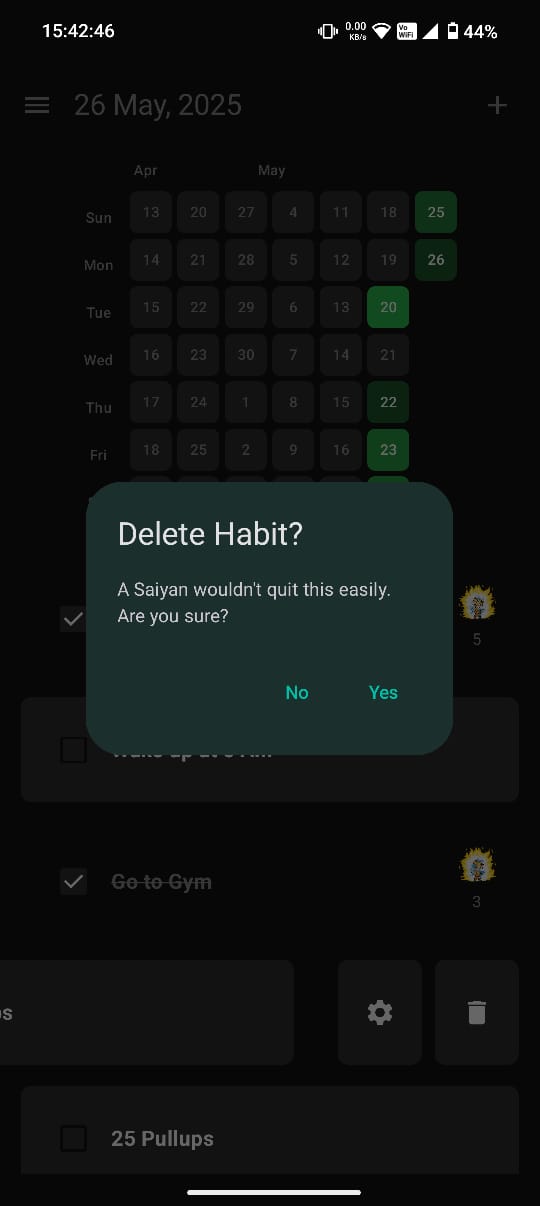 15:42:46
0.00
KB/s
Vo
WiFi
44%
26 May, 2025
Apr May
Sun 13 20 27 4 11 18 25
Mon 14 21 28 5 12 19 26
Tue 15 22 29 6 13 20
Wed 16 23 30 7 14 21
Thu 17 24 1 8 15 22
Fri 18 25 2 9 16 23
Delete Habit?
A Saiyan wouldn't quit this easily.
Are you sure?
No Yes
5
Go to Gym
3
25 Pullups